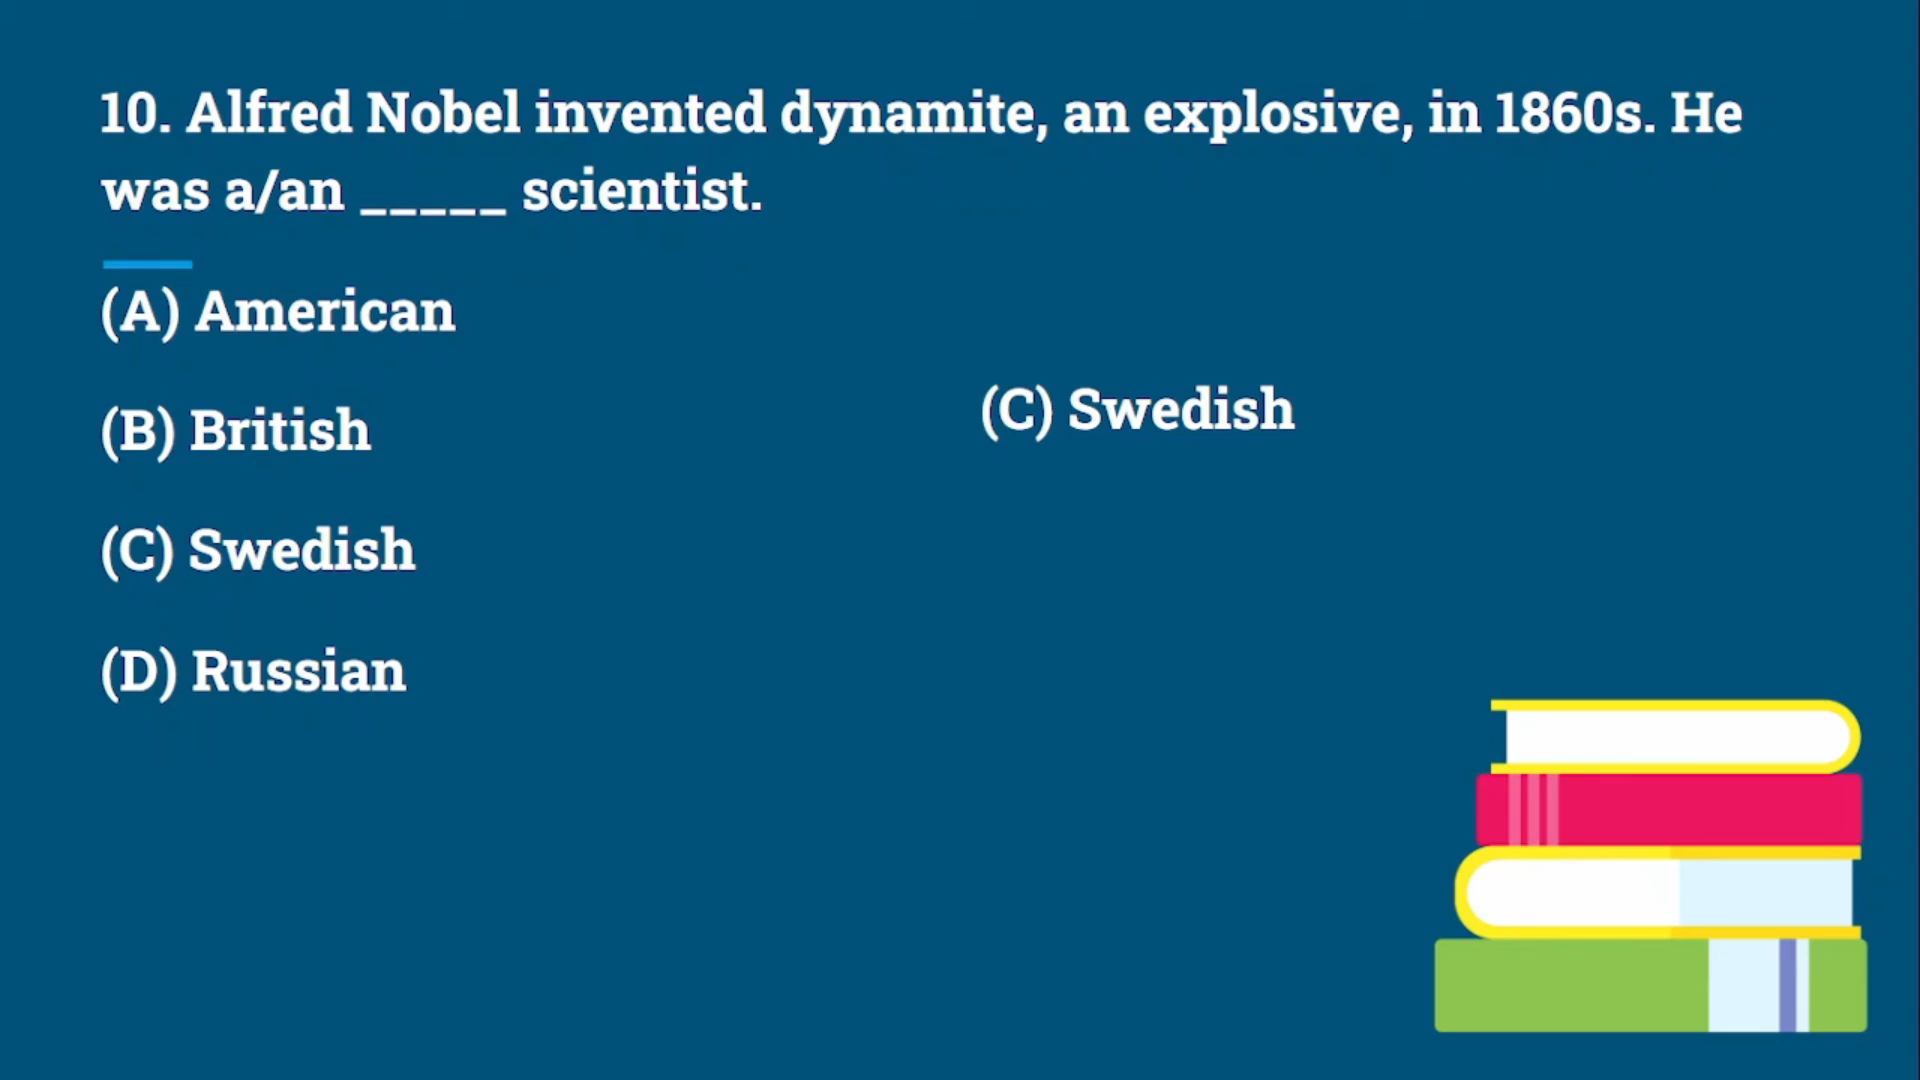 10. Alfred Nobel invented dynamite, an explosive, in 1860s. He
was a/an _____ scientist.
(A) American
(B) British
(C) Swedish
(D) Russian
(C) Swedish